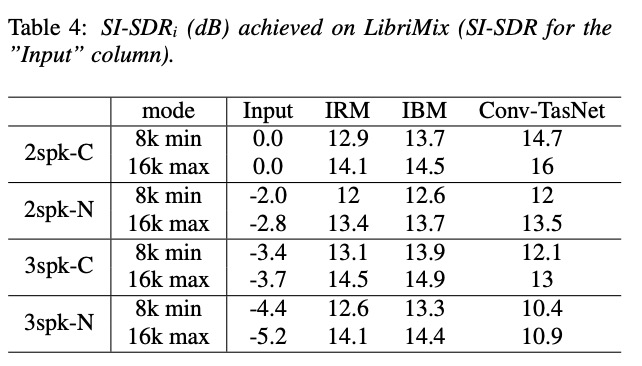 Table 4: SI-SDRi (dB) achieved on LibriMix (SI-SDR for the
”Input” column).
mode Input IRM IBM Conv-TasNet
2spk-C 8k min 0.0 12.9 13.7 14.7
16k max 0.0 14.1 14.5 16
2spk-N 8k min -2.0 12 12.6 12
16k max -2.8 13.4 13.7 13.5
3spk-C 8k min -3.4 13.1 13.9 12.1
16k max -3.7 14.5 14.9 13
3spk-N 8k min -4.4 12.6 13.3 10.4
16k max -5.2 14.1 14.4 10.9